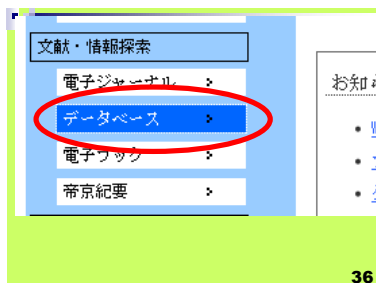 文献・情報探索
電子ジャーナル
データベース
電子ブック
帝京紀要
お知
36